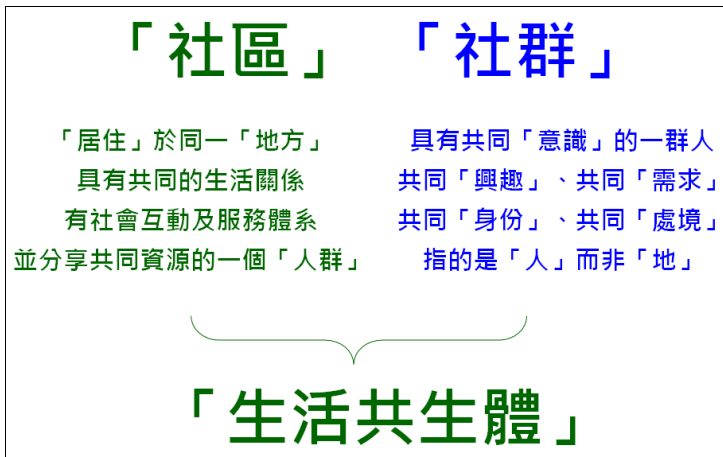 「社區」
「居住」於同一「地方」
具有共同的生活關係
有社會互動及服務體系
並分享共同資源的一個「人群」
「社群」
具有共同「意識」的一群人
共同「興趣」、共同「需求」
共同「身份」、共同「處境」
指的是「人」而非「地」
「生活共生體」